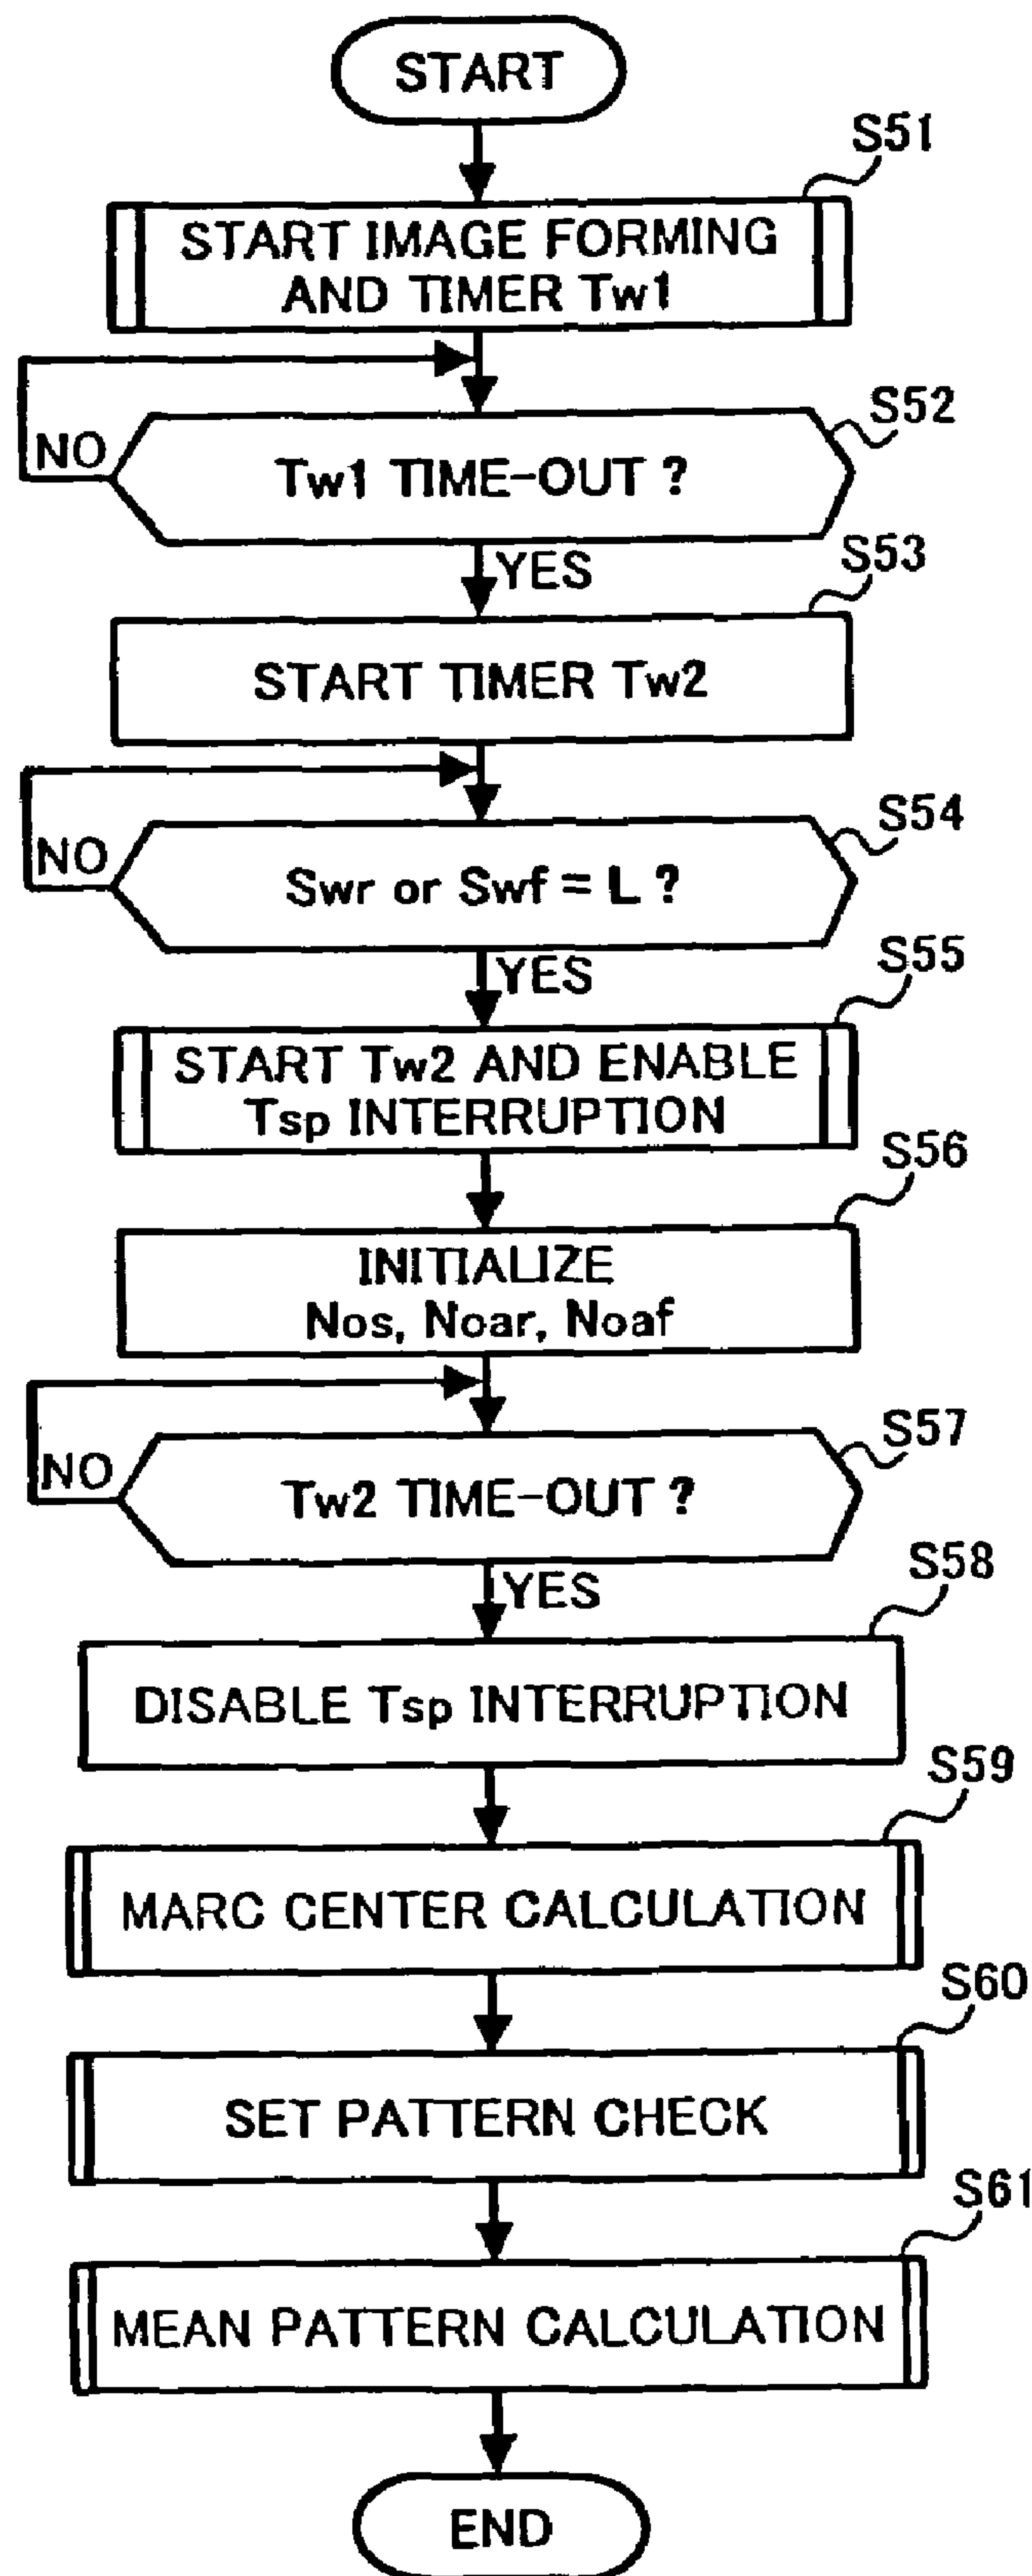 START
S51
START IMAGE FORMING
AND TIMER Tw1
S52
NO
Tw1 TIME-OUT ?
YES
S53
START TIMER Tw2
S54
NO
Swr or Swf = L ?
YES
S55
START Tw2 AND ENABLE
Tsp INTERRUPTION
S56
INITIALIZE
Nos, Noar, Noaf
S57
NO
Tw2 TIME-OUT ?
YES
S58
DISABLE Tsp INTERRUPTION
S59
MARC CENTER CALCULATION
S60
SET PATTERN CHECK
S61
MEAN PATTERN CALCULATION
END